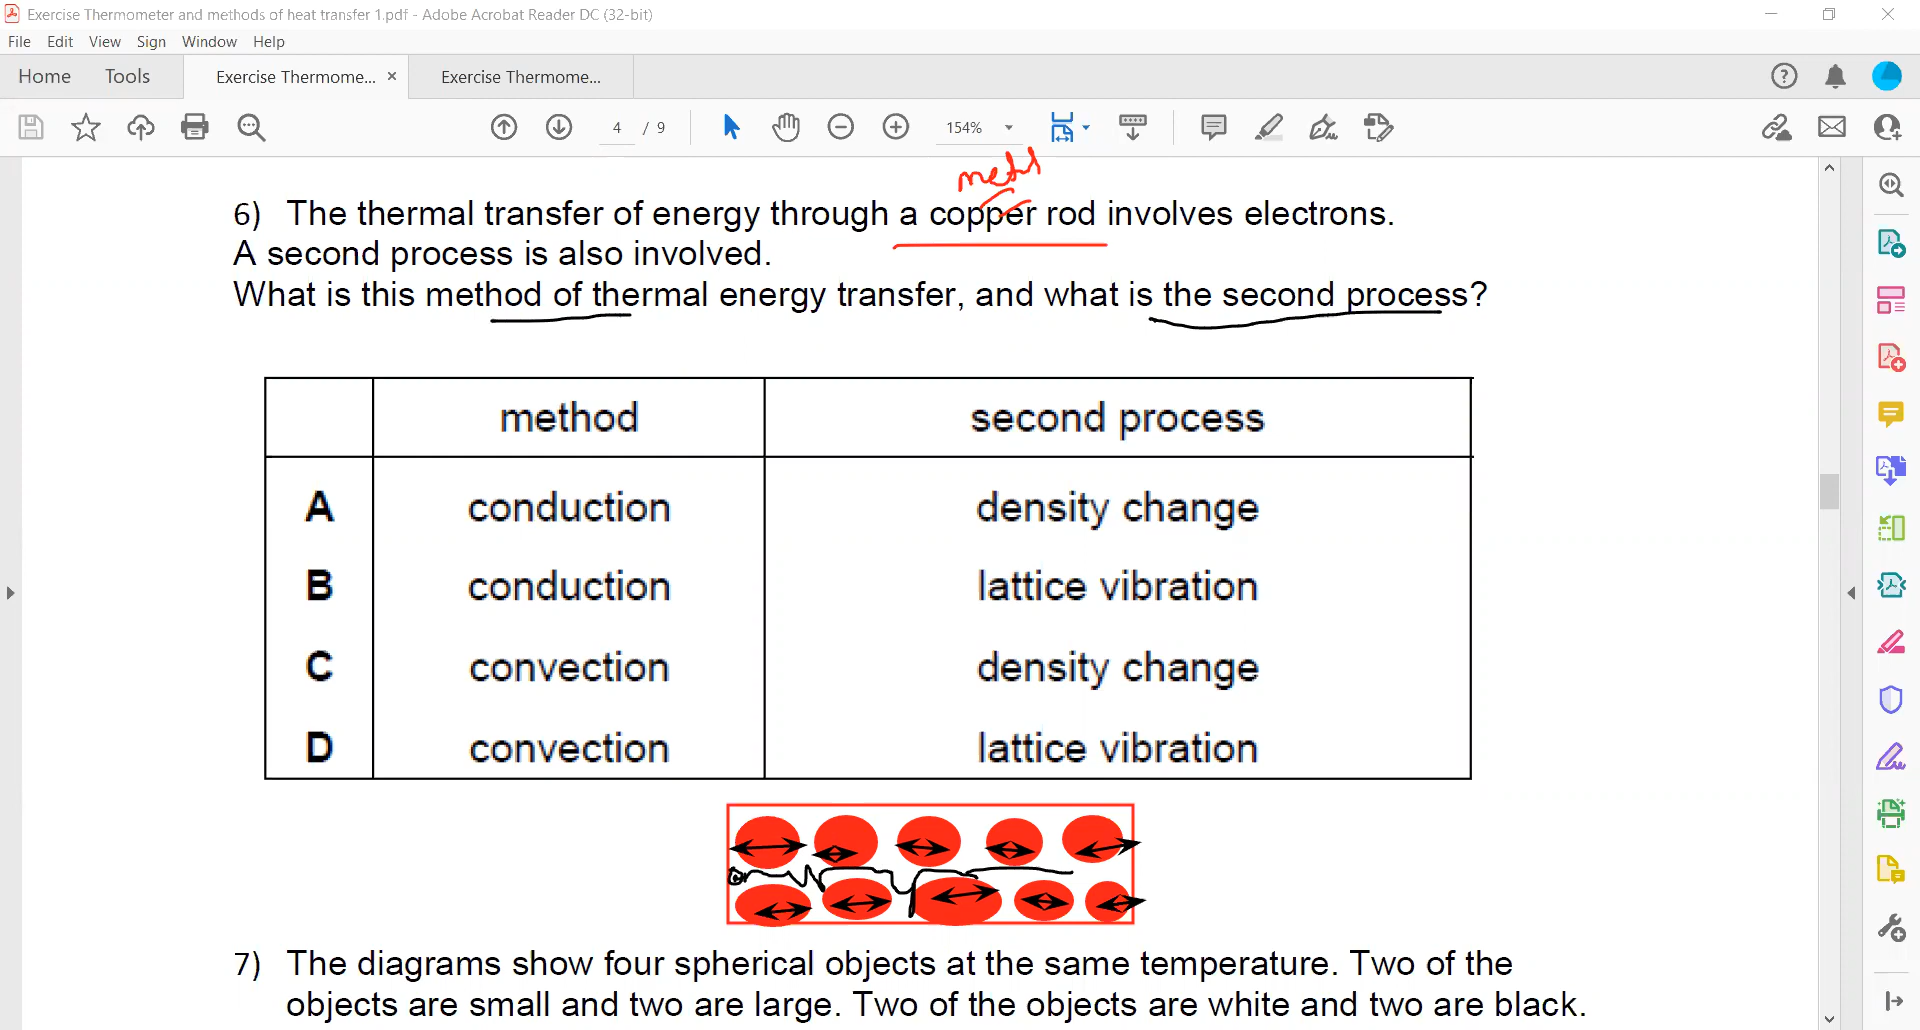 Exercise Thermometer and methods of heat transfer 1.pdf - Adobe Acrobat Reader DC (32-bit)
File Edit View Sign Window Help
Home Tools Exercise Thermome... × Exercise Thermome...
4 / 9 154%
6) The thermal transfer of energy through a copper rod involves electrons.
A second process is also involved.
What is this method of thermal energy transfer, and what is the second process?
method second process
A conduction density change
B conduction lattice vibration
C convection density change
D convection lattice vibration
7) The diagrams show four spherical objects at the same temperature. Two of the
objects are small and two are large. Two of the objects are white and two are black.